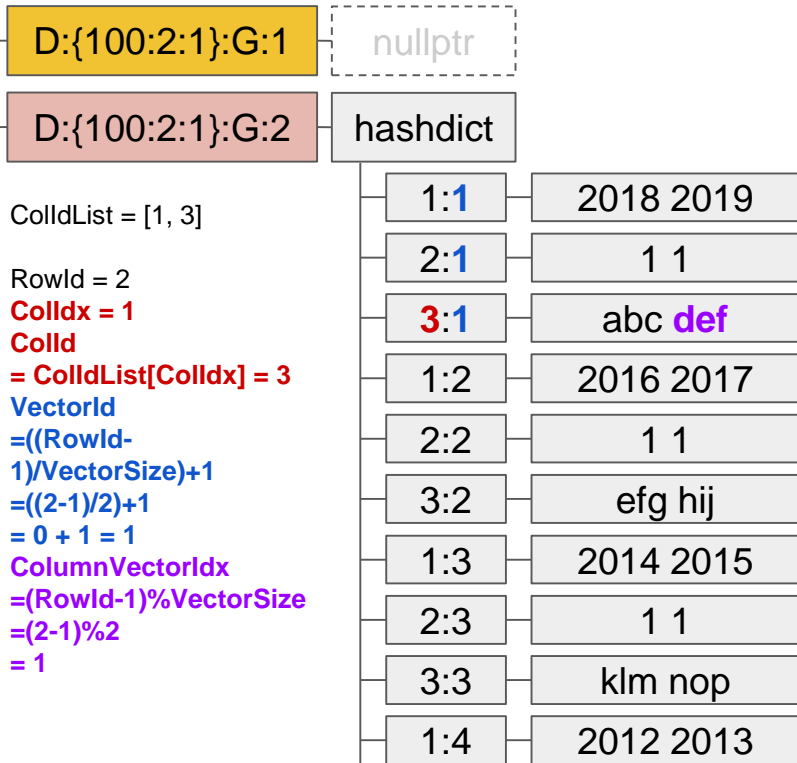 D:{100:2:1}:G:1 nullptr
D:{100:2:1}:G:2 hashdict
ColIdList = [1, 3]
RowId = 2
ColIdx = 1
ColId
= ColIdList[ColIdx] = 3
VectorId
=((RowId-
1)/VectorSize)+1
=((2-1)/2)+1
= 0 + 1 = 1
ColumnVectorIdx
=(RowId-1)%VectorSize
=(2-1)%2
= 1
1:1 2018 2019
2:1 1 1
3:1 abc def
1:2 2016 2017
2:2 1 1
3:2 efg hij
1:3 2014 2015
2:3 1 1
3:3 klm nop
1:4 2012 2013